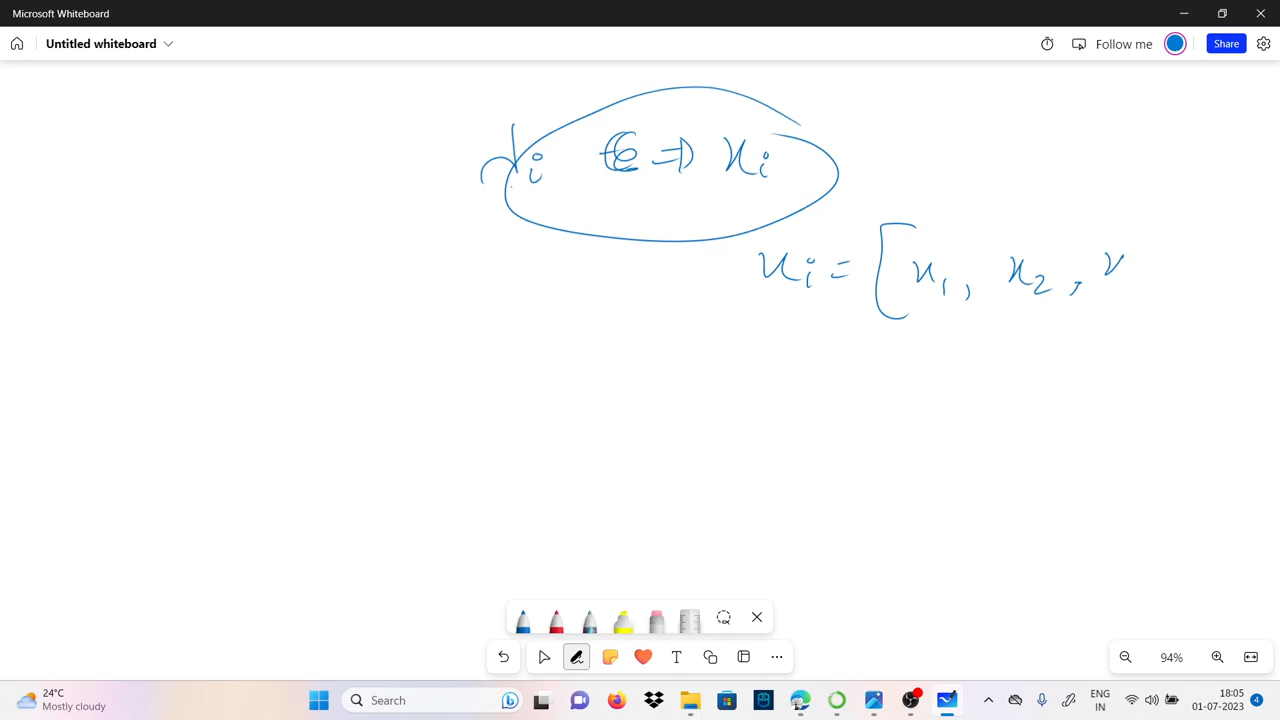 Microsoft Whiteboard
Untitled whiteboard
Follow me
Share
i ⇒ xi
xi = [x1, x2, x
94%
24°C
Mostly cloudy
Search
ENG
IN
18:05
01-07-2023
4